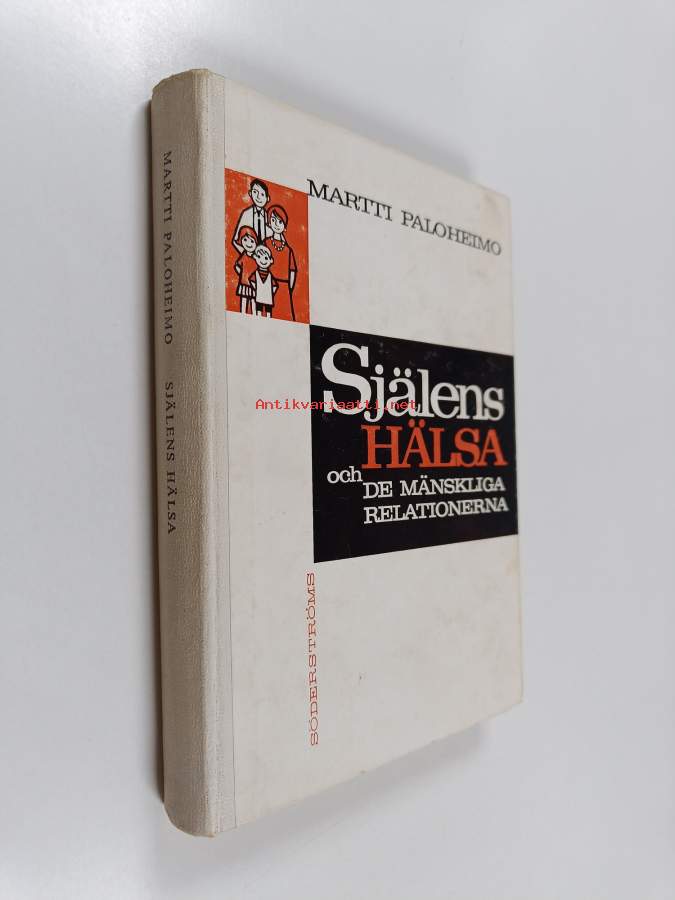 MARTTI PALOHEIMO SJÄLENS HÄLSA
MARTTI PALOHEIMO
Själens
HÄLSA
och DE MÄNSKLIGA
RELATIONERNA
SÖDERSTRÖMS
Antikvariaatti.net